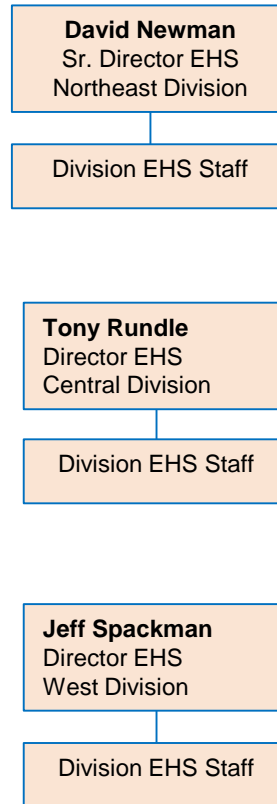 David Newman
Sr. Director EHS
Northeast Division
Division EHS Staff
Tony Rundle
Director EHS
Central Division
Division EHS Staff
Jeff Spackman
Director EHS
West Division
Division EHS Staff